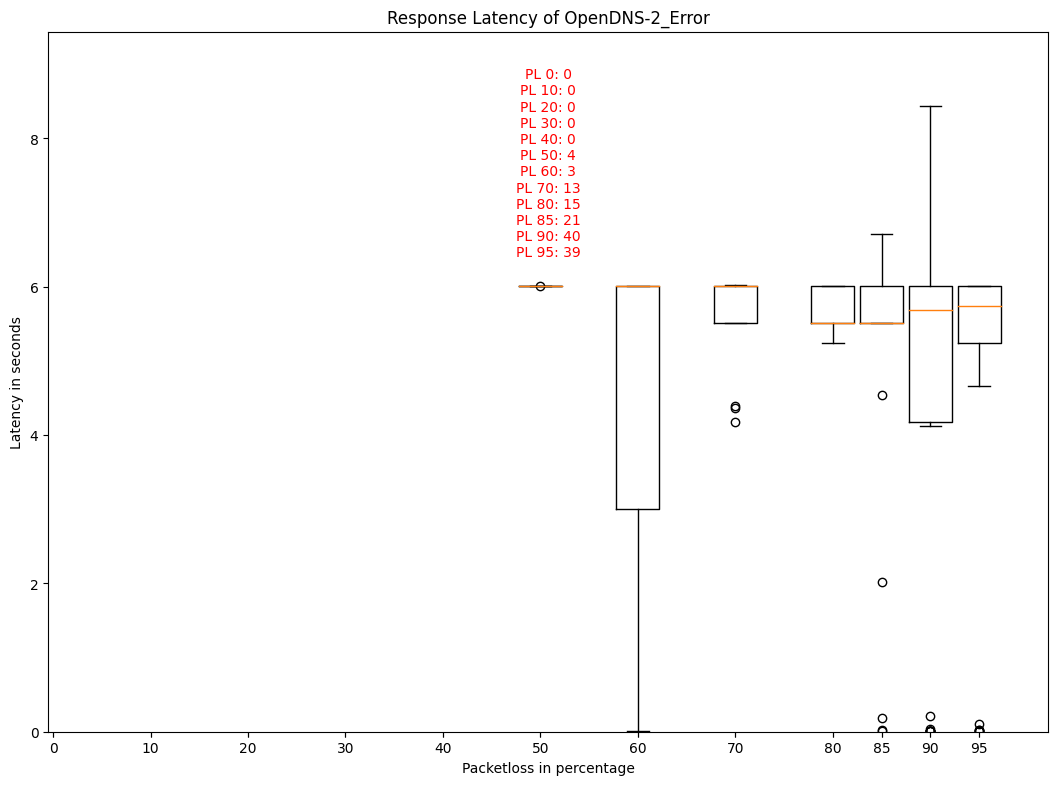 Response Latency of OpenDNS-2_Error
PL 0: 0
PL 10: 0
PL 20: 0
PL 30: 0
PL 40: 0
PL 50: 4
PL 60: 3
PL 70: 13
PL 80: 15
PL 85: 21
PL 90: 40
PL 95: 39
Latency in seconds
8
6
4
2
0
0 10 20 30 40 50 60 70 80 85 90 95
Packetloss in percentage